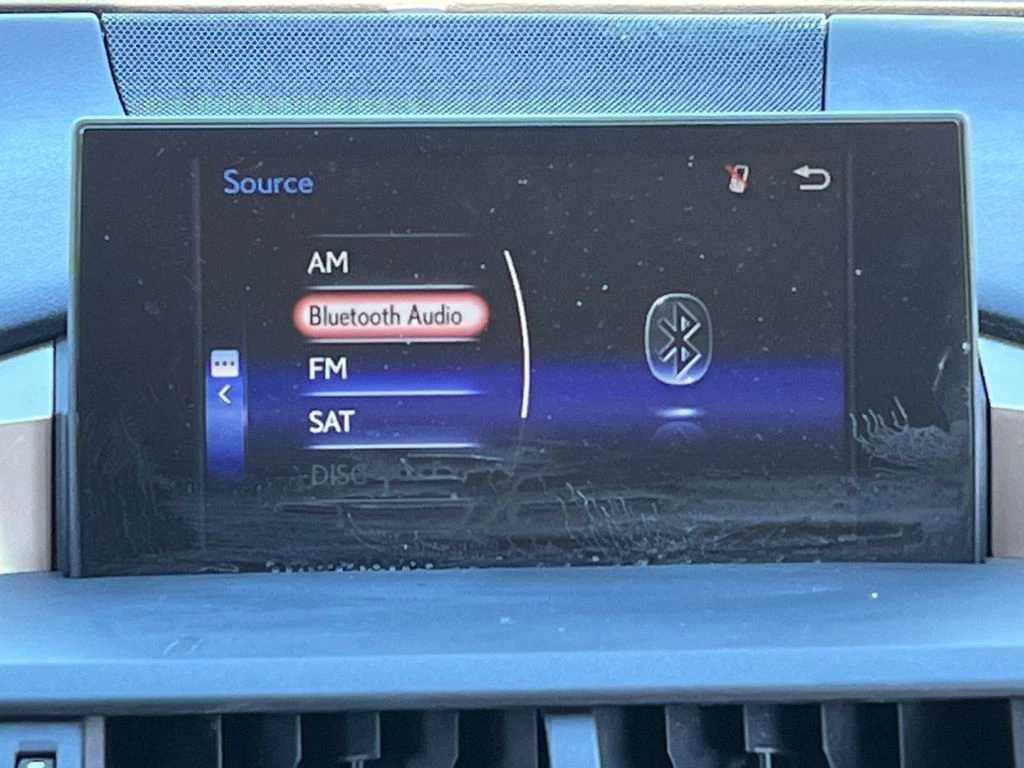 Source
AM
Bluetooth Audio
FM
SAT
DISC